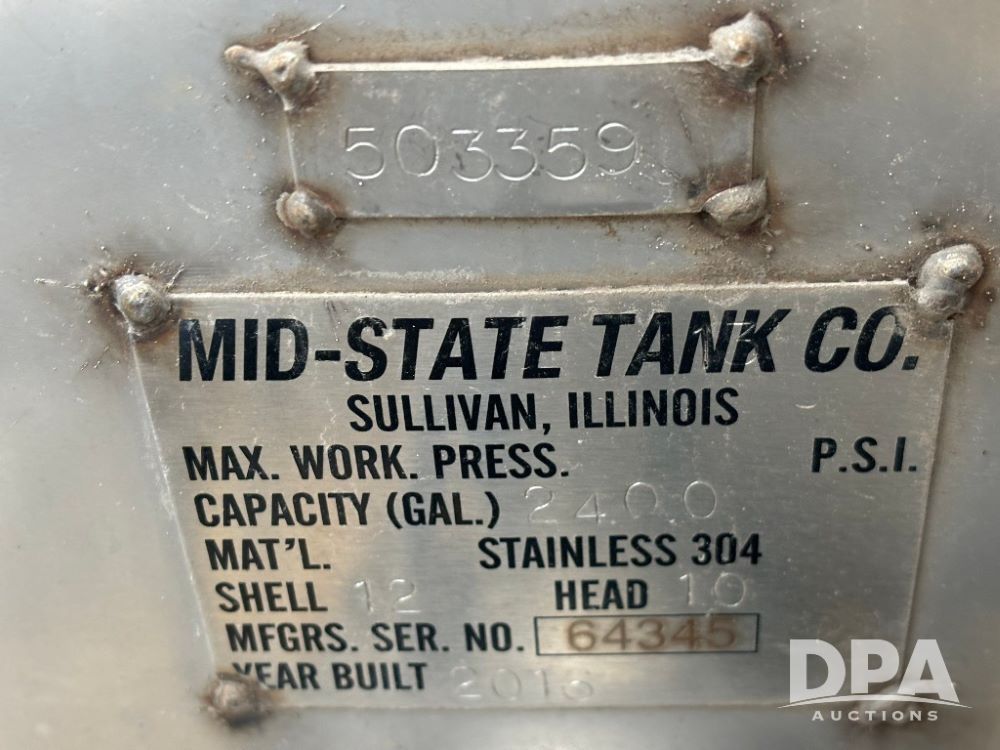 503359
MID-STATE TANK CO.
SULLIVAN, ILLINOIS
MAX. WORK. PRESS. P.S.I.
CAPACITY (GAL.) 2400
MAT'L. STAINLESS 304
SHELL 12 HEAD 10
MFGRS. SER. NO. 64345
YEAR BUILT
DPA
AUCTIONS